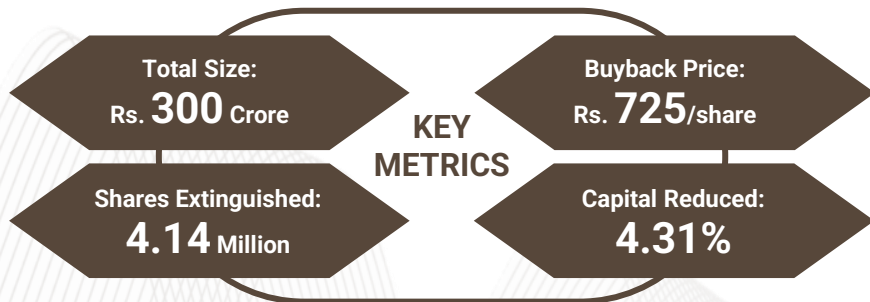 Total Size:
Rs. 300 Crore
Buyback Price:
Rs. 725/share
KEY
METRICS
Shares Extinguished:
4.14 Million
Capital Reduced:
4.31%